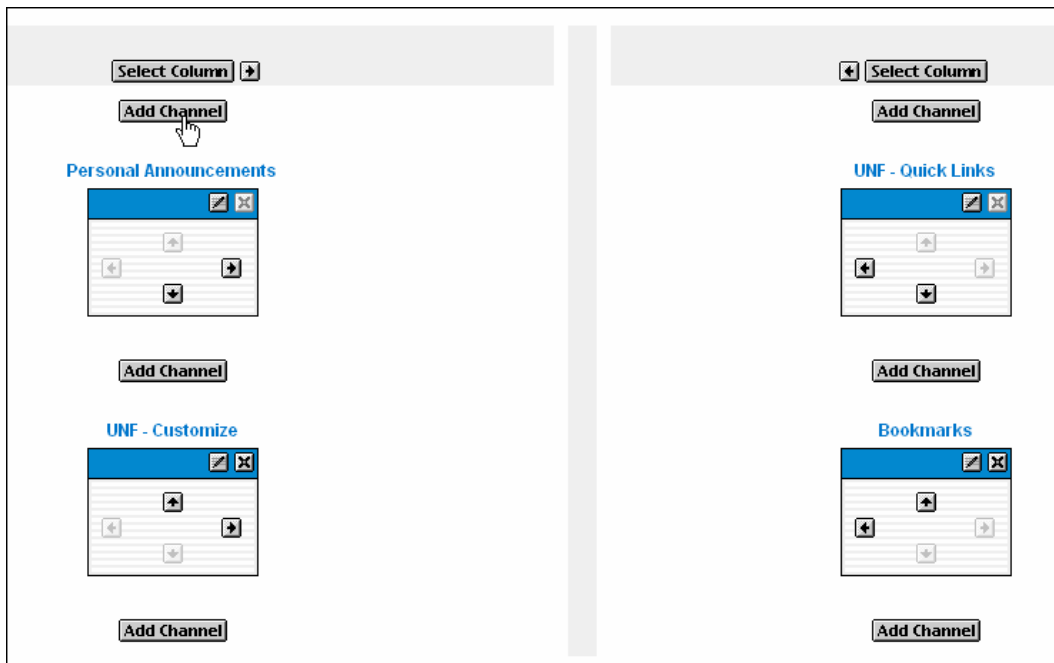 Select Column
Add Channel
Personal Announcements
Add Channel
UNF - Customize
Add Channel
Select Column
Add Channel
UNF - Quick Links
Add Channel
Bookmarks
Add Channel